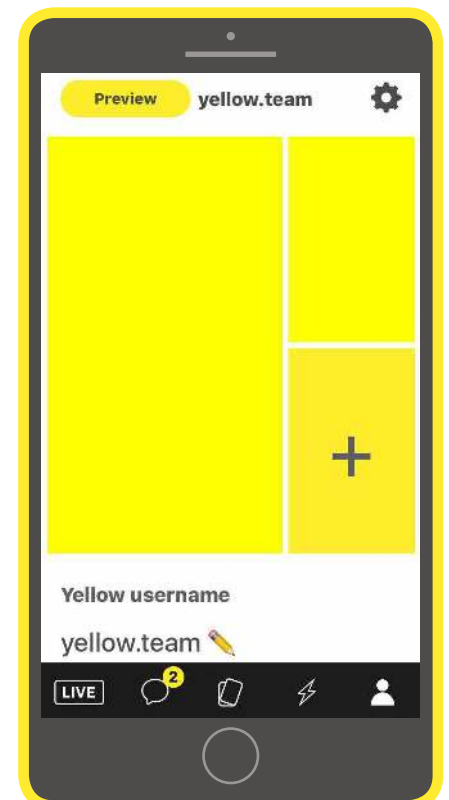 Preview yellow.team
+
Yellow username
yellow.team ✏️
LIVE 2